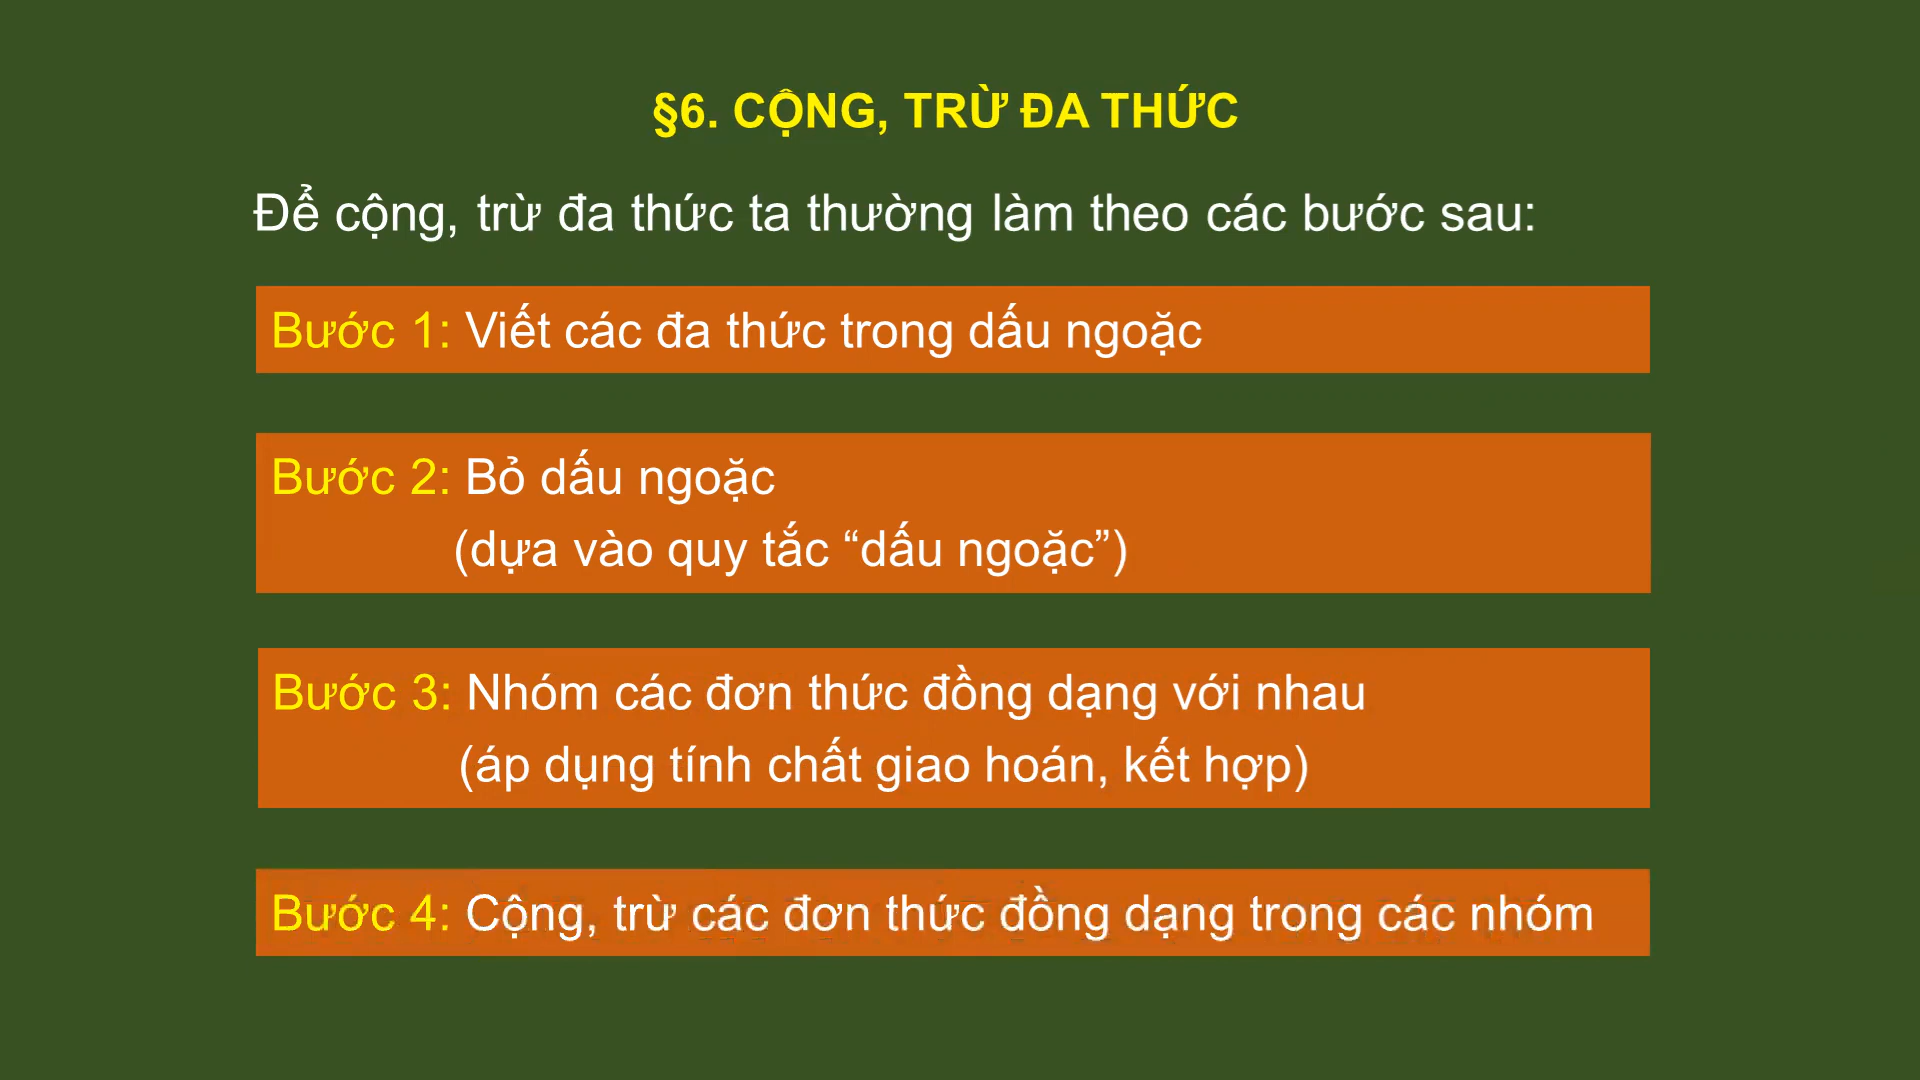 §6. CỘNG, TRỪ ĐA THỨC
Để cộng, trừ đa thức ta thường làm theo các bước sau:
Bước 1: Viết các đa thức trong dấu ngoặc
Bước 2: Bỏ dấu ngoặc
(dựa vào quy tắc “dấu ngoặc”)
Bước 3: Nhóm các đơn thức đồng dạng với nhau
(áp dụng tính chất giao hoán, kết hợp)
Bước 4: Cộng, trừ các đơn thức đồng dạng trong các nhóm